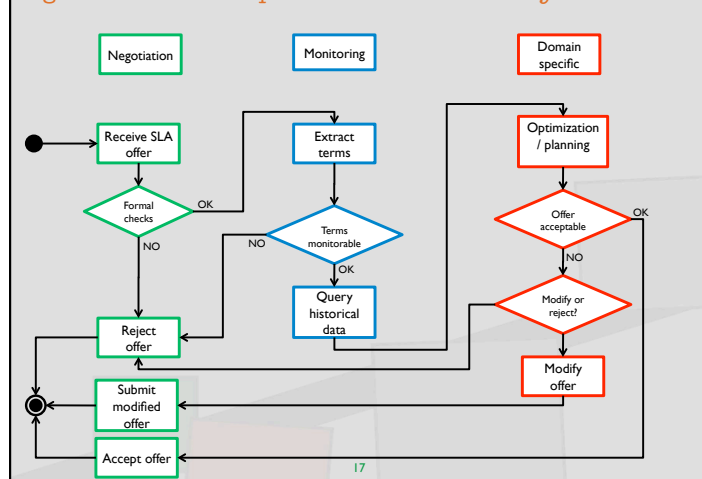 Negotiation
Monitoring
Domain
specific
Receive SLA
offer
Extract
terms
Optimization
/ planning
Formal
checks
OK
NO
Terms
monitorable
NO
OK
Offer
acceptable
OK
NO
Query
historical
data
Modify or
reject?
Reject
offer
Modify
offer
Submit
modified
offer
Accept offer
17